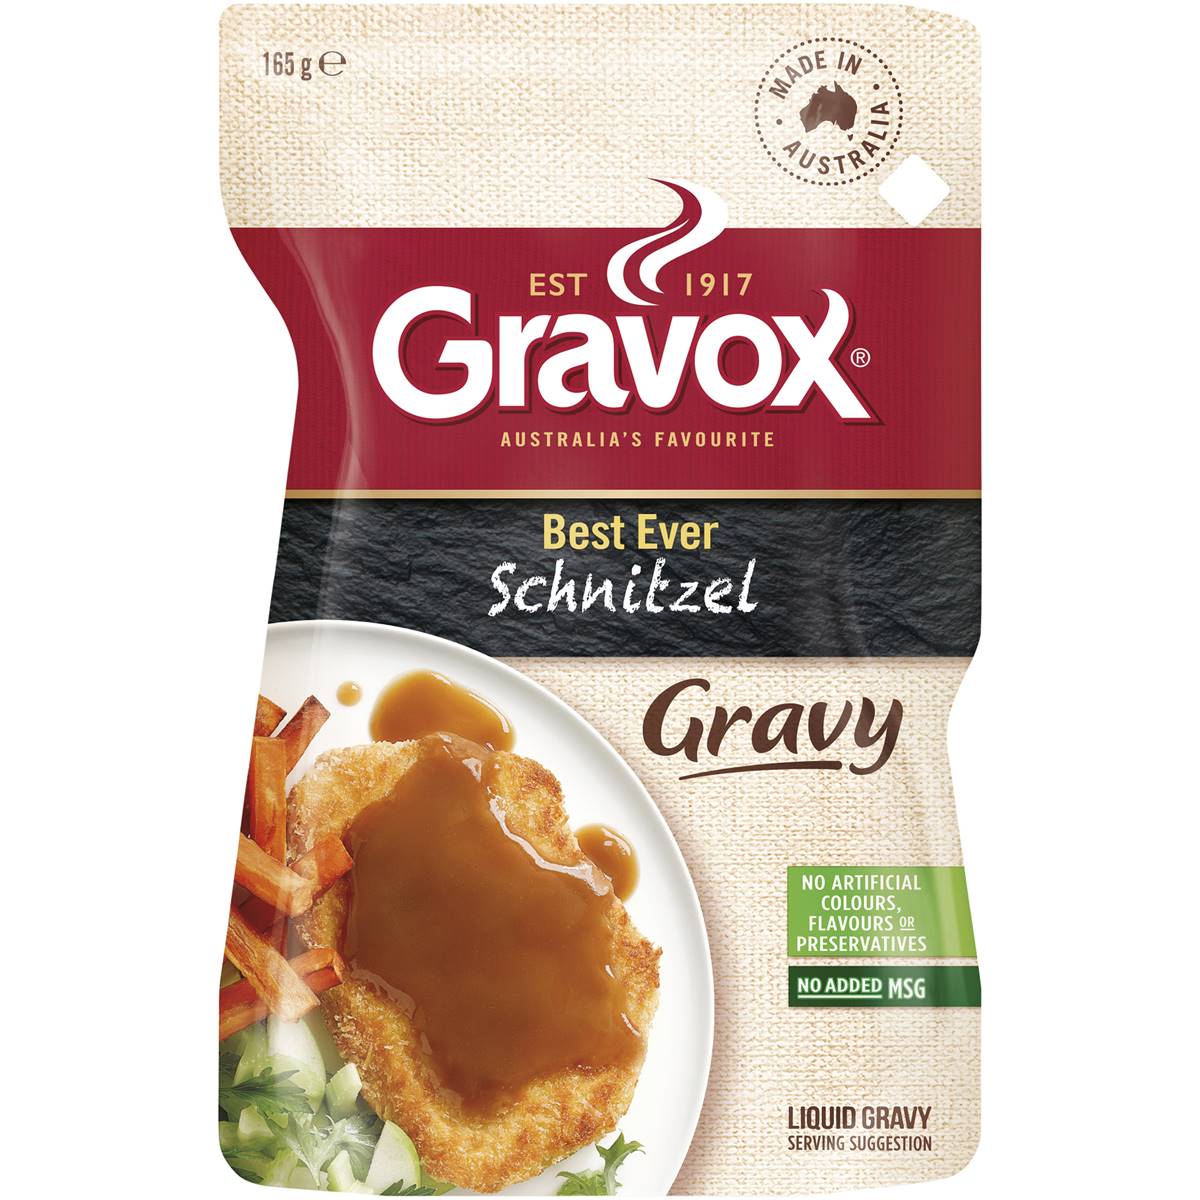 165 g ℮
MADE IN
AUSTRALIA
EST 1917
Gravox®
AUSTRALIA'S FAVOURITE
Best Ever
Schnitzel
Gravy
NO ARTIFICIAL
COLOURS,
FLAVOURS OR
PRESERVATIVES
NO ADDED MSG
LIQUID GRAVY
SERVING SUGGESTION